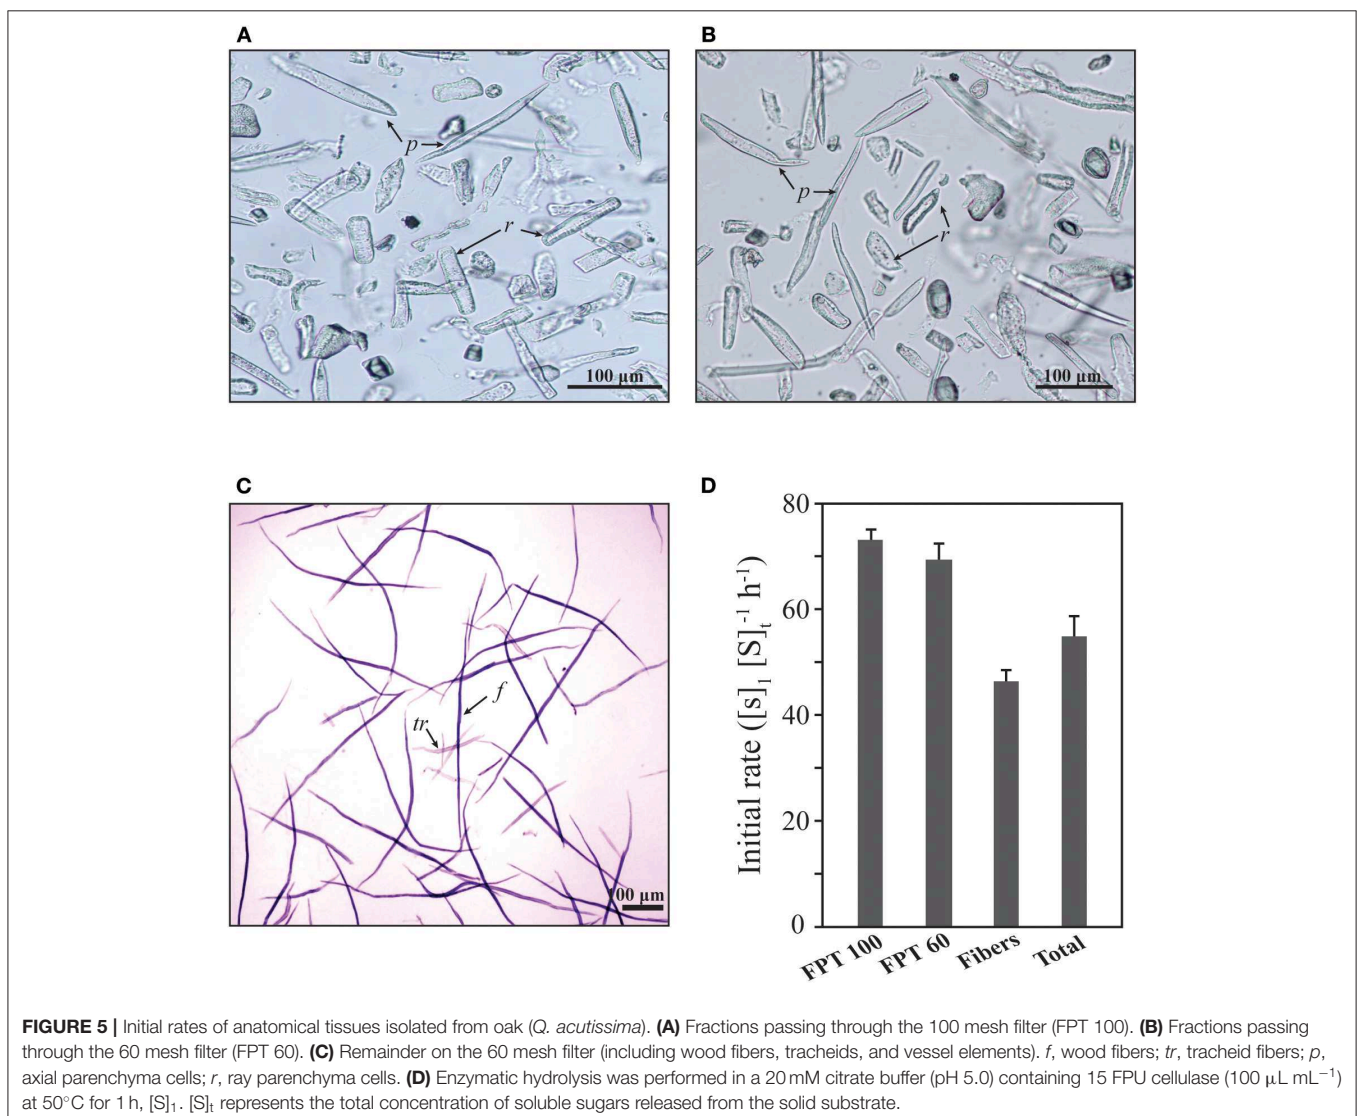 A
B
p
r
100 µm
p
r
100 µm
C
D
f
tr
100 µm
Initial rate ([s]₁ [S]ₜ⁻¹ h⁻¹)
80
60
40
20
0
FPT 100
FPT 60
Fibers
Total
FIGURE 5 | Initial rates of anatomical tissues isolated from oak (Q. acutissima). (A) Fractions passing through the 100 mesh filter (FPT 100). (B) Fractions passing
through the 60 mesh filter (FPT 60). (C) Remainder on the 60 mesh filter (including wood fibers, tracheids, and vessel elements). f, wood fibers; tr, tracheid fibers; p,
axial parenchyma cells; r, ray parenchyma cells. (D) Enzymatic hydrolysis was performed in a 20 mM citrate buffer (pH 5.0) containing 15 FPU cellulase (100 µL mL⁻¹)
at 50°C for 1 h, [S]₁. [S]ₜ represents the total concentration of soluble sugars released from the solid substrate.